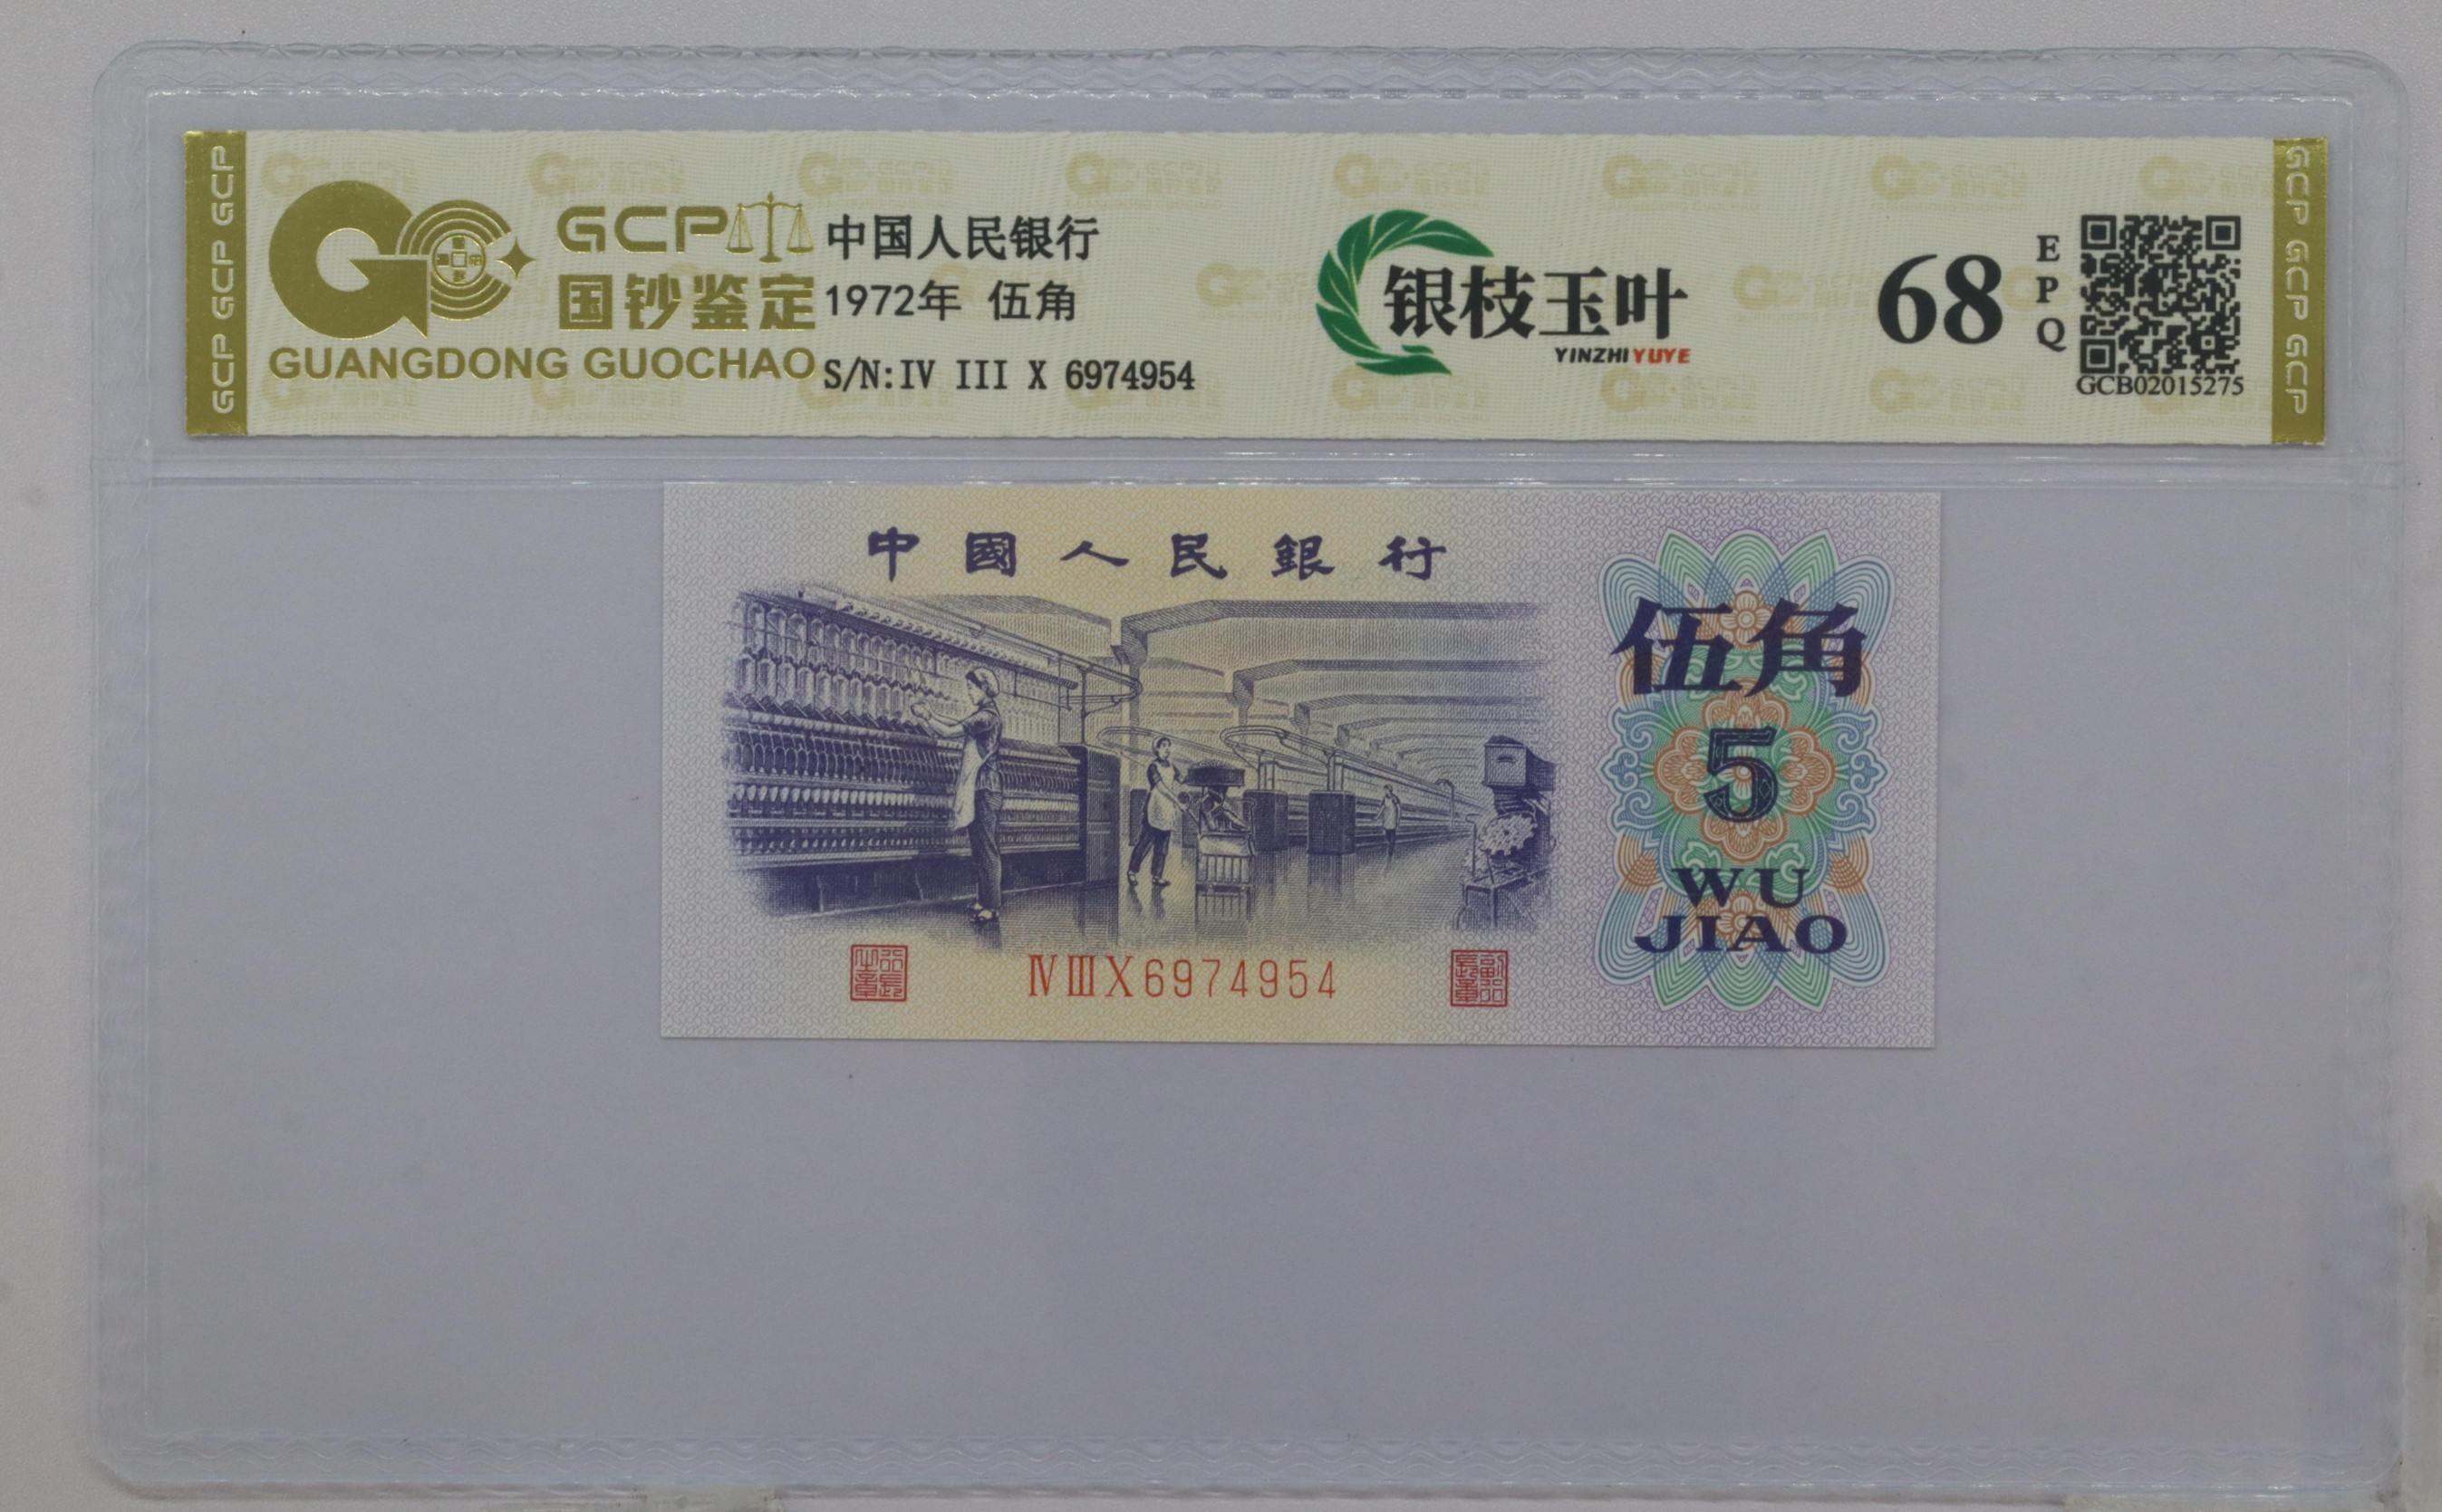 GCP GCP GCP
GCP
国钞鉴定
GUANGDONG GUOCHAO
中国人民银行
1972年 伍角
S/N:IV III X 6974954
银枝玉叶
YINZHIYUYE
68
EPQ
GCB02015275
GCP GCP GCP
中國人民銀行
伍角
5
WU
JIAO
ⅣⅢⅩ6974954